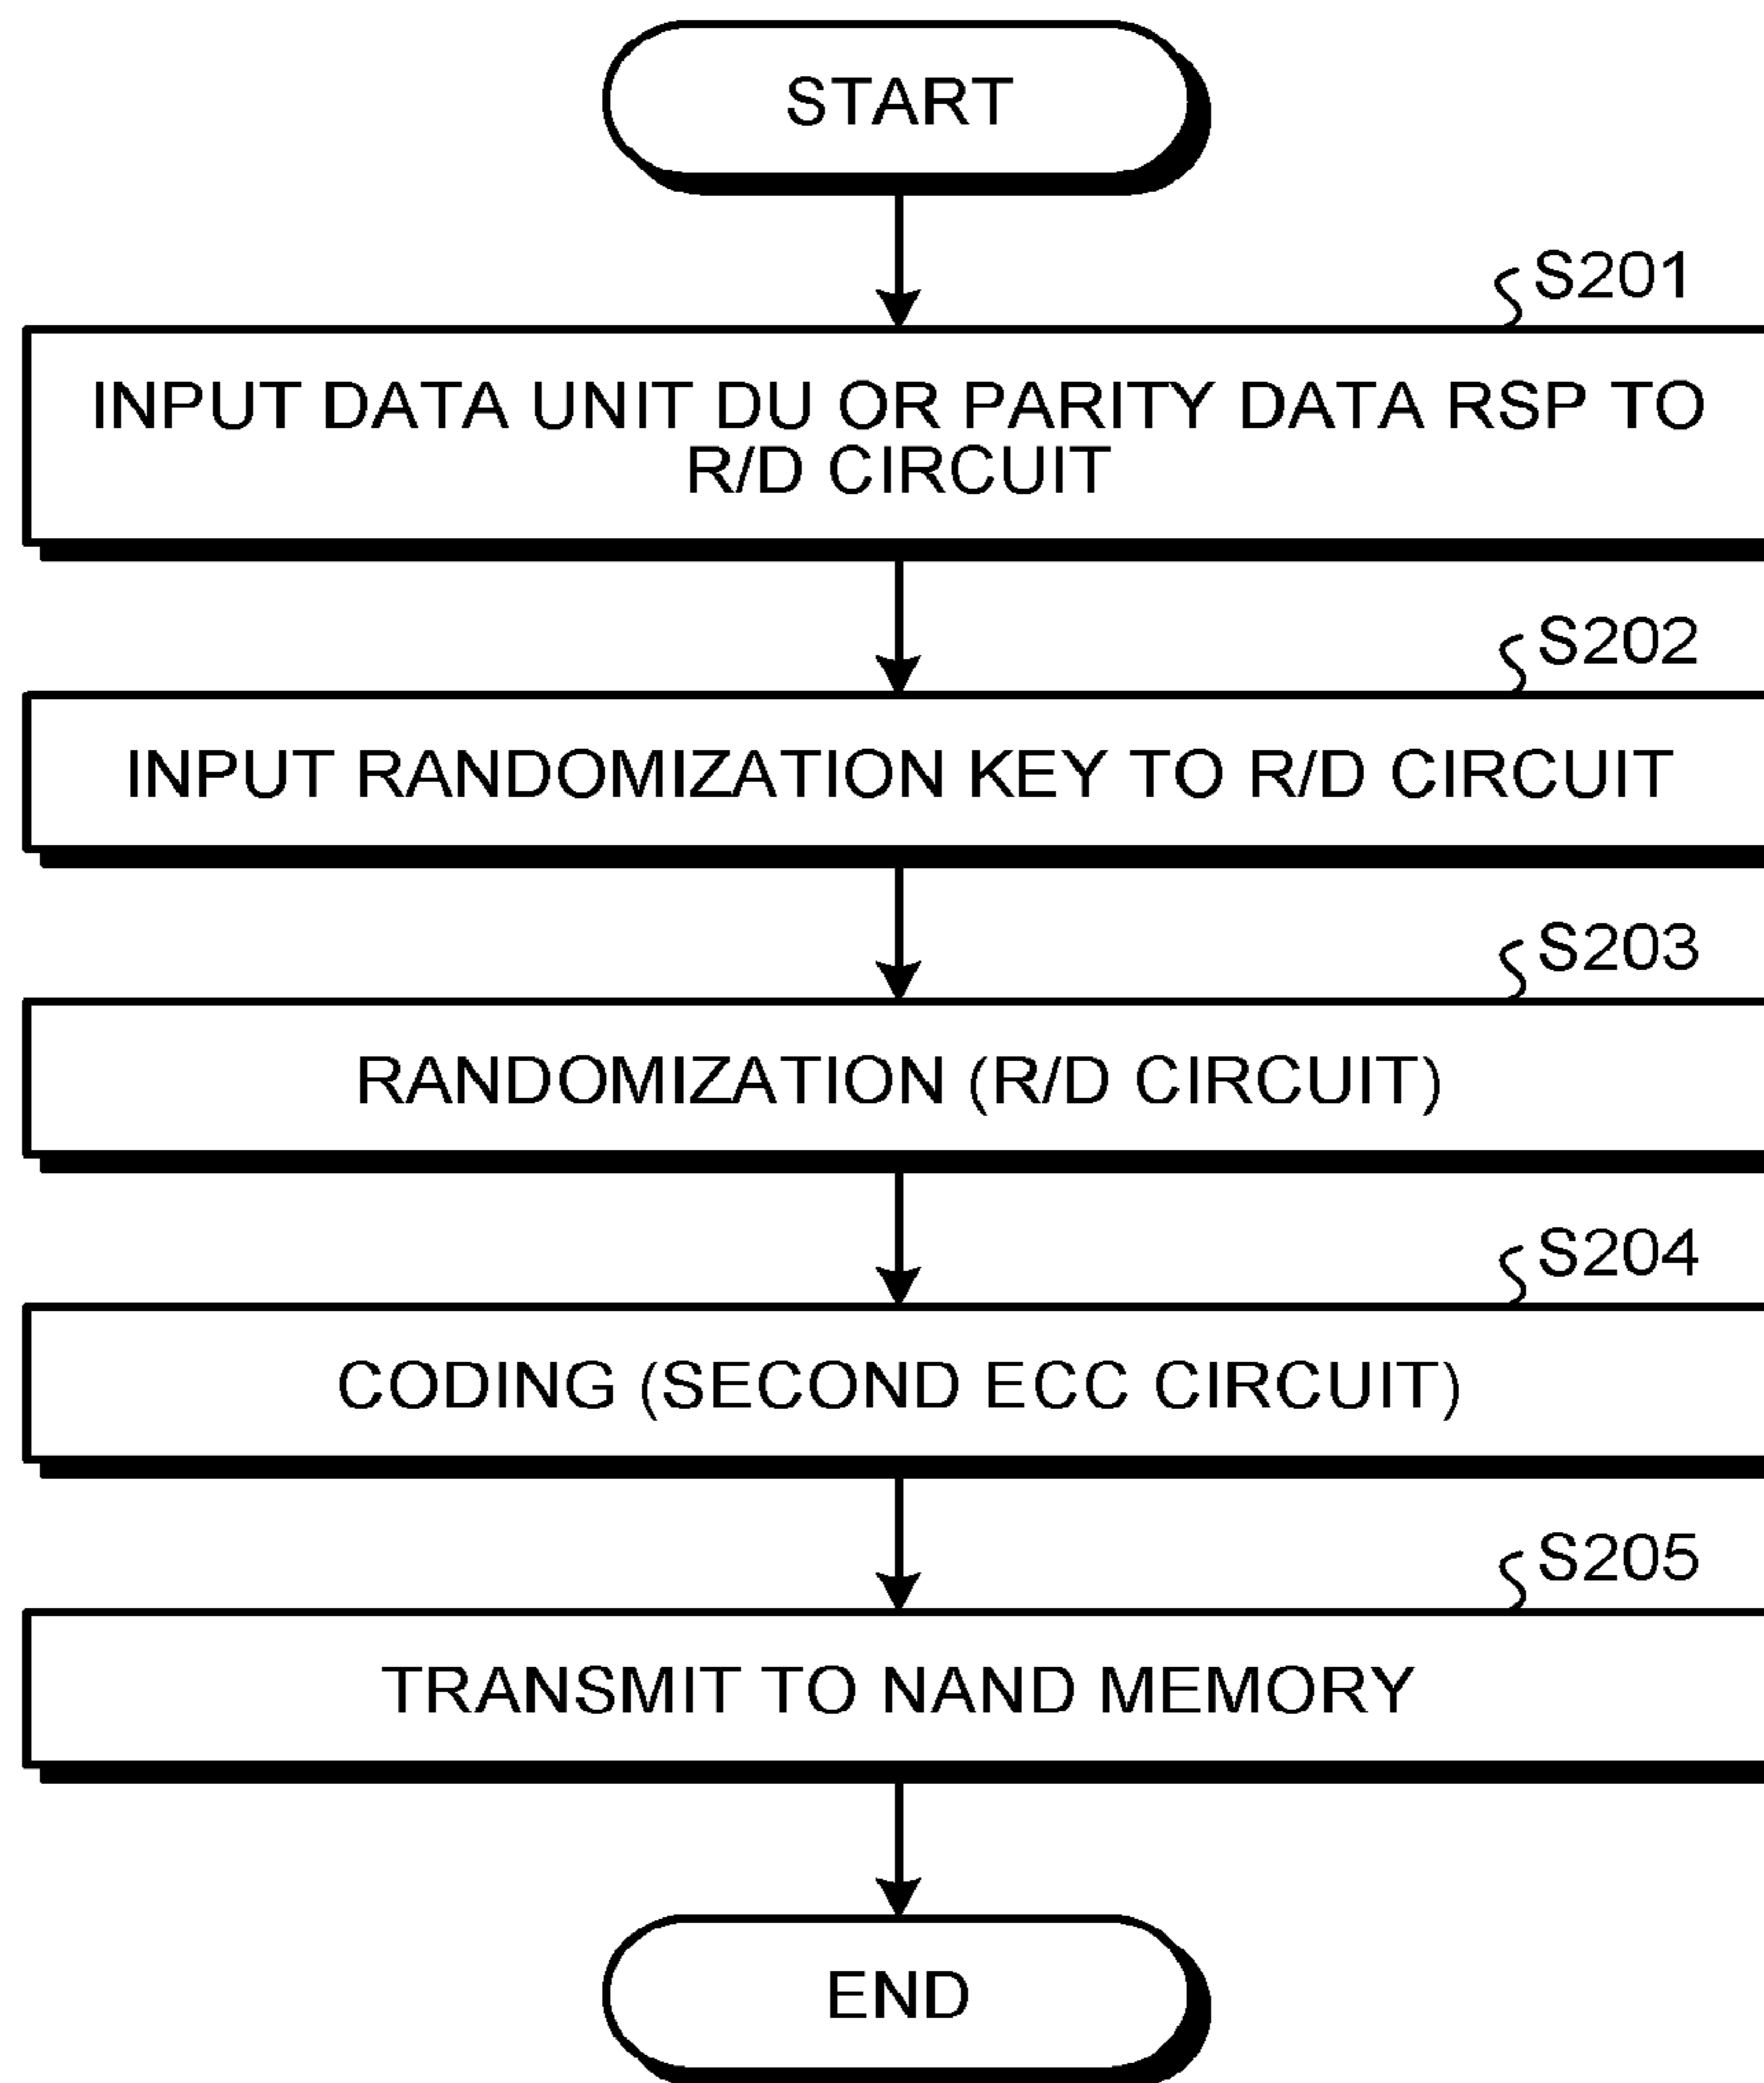 START
S201
INPUT DATA UNIT DU OR PARITY DATA RSP TO
R/D CIRCUIT
S202
INPUT RANDOMIZATION KEY TO R/D CIRCUIT
S203
RANDOMIZATION (R/D CIRCUIT)
S204
CODING (SECOND ECC CIRCUIT)
S205
TRANSMIT TO NAND MEMORY
END